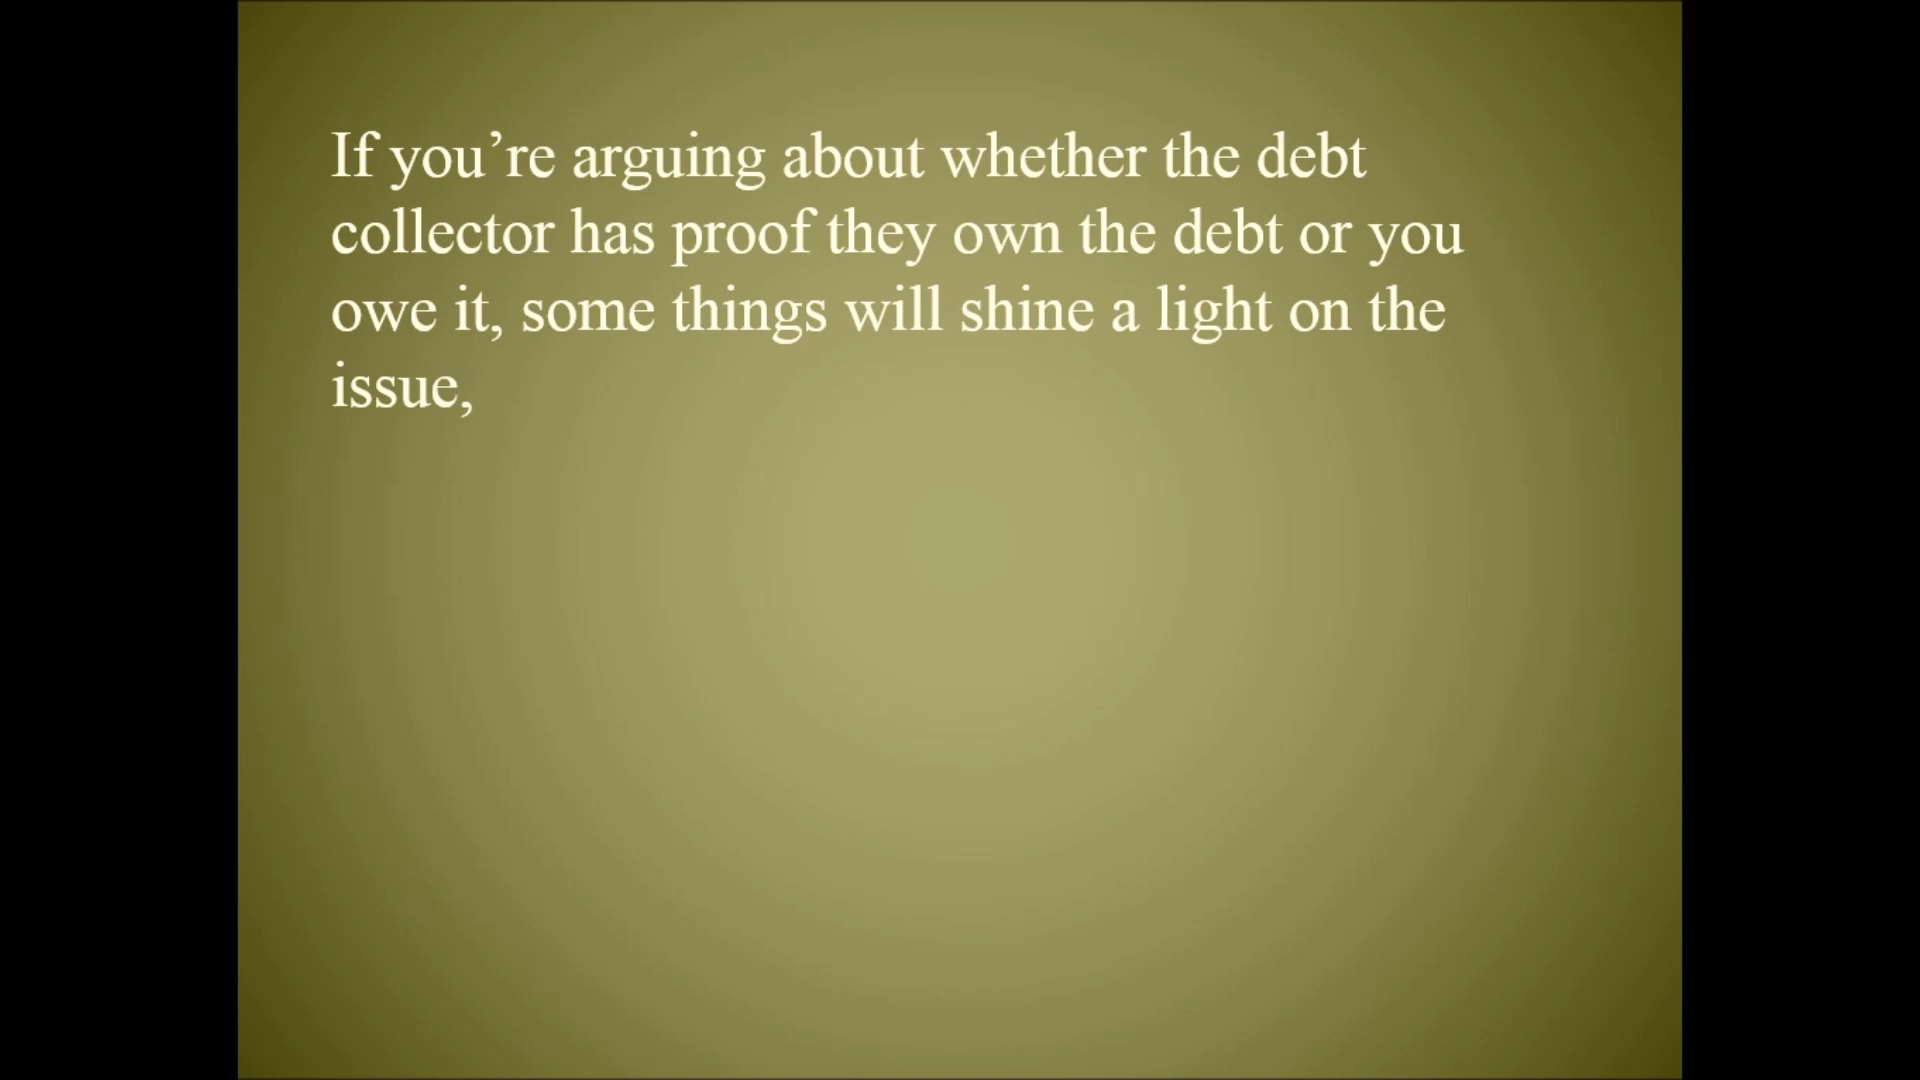 If you’re arguing about whether the debt
collector has proof they own the debt or you
owe it, some things will shine a light on the
issue,